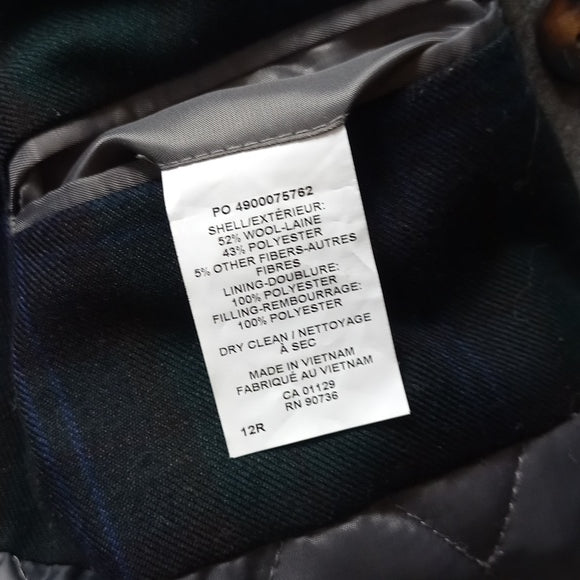 PO 4900075762
SHELL/EXTÉRIEUR:
52% WOOL-LAINE
43% POLYESTER
5% OTHER FIBERS-AUTRES
FIBRES
LINING-DOUBLURE:
100% POLYESTER
FILLING-REMBOURRAGE:
100% POLYESTER
DRY CLEAN / NETTOYAGE
À SEC
MADE IN VIETNAM
FABRIQUÉ AU VIETNAM
CA 01129
RN 90736
12R